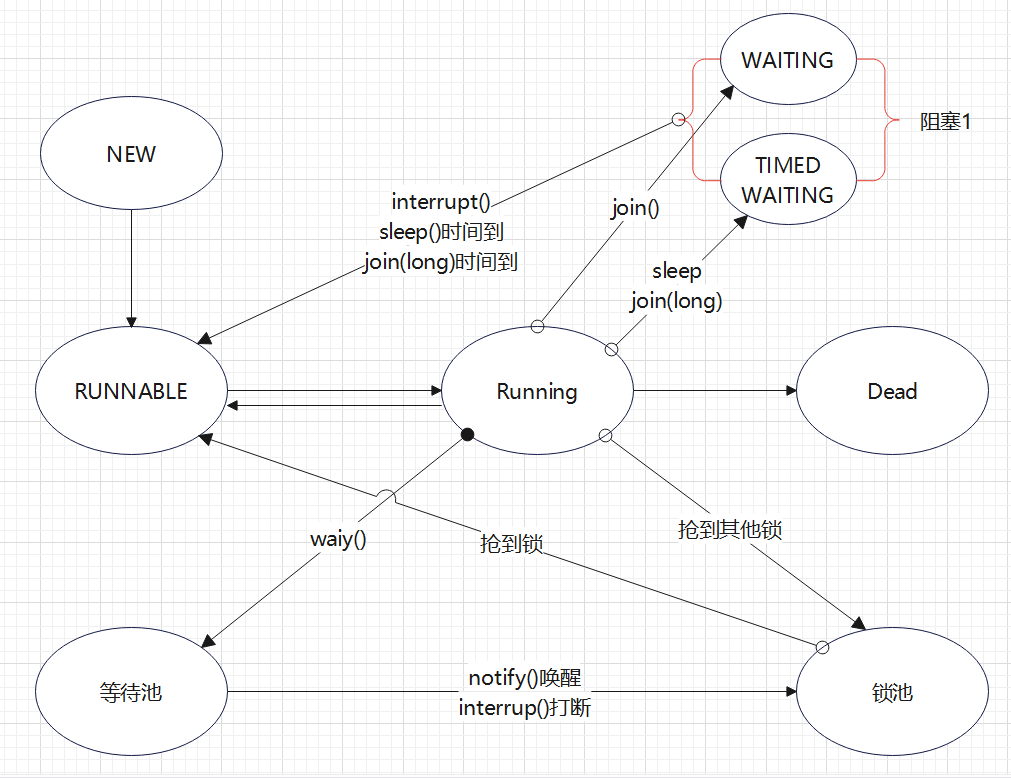 WAITING
阻塞1
NEW
TIMED
WAITING
interrupt()
sleep()时间到
join(long)时间到
join()
sleep
join(long)
RUNNABLE
Running
Dead
waiy()
抢到锁
抢到其他锁
等待池
notify()唤醒
interrup()打断
锁池